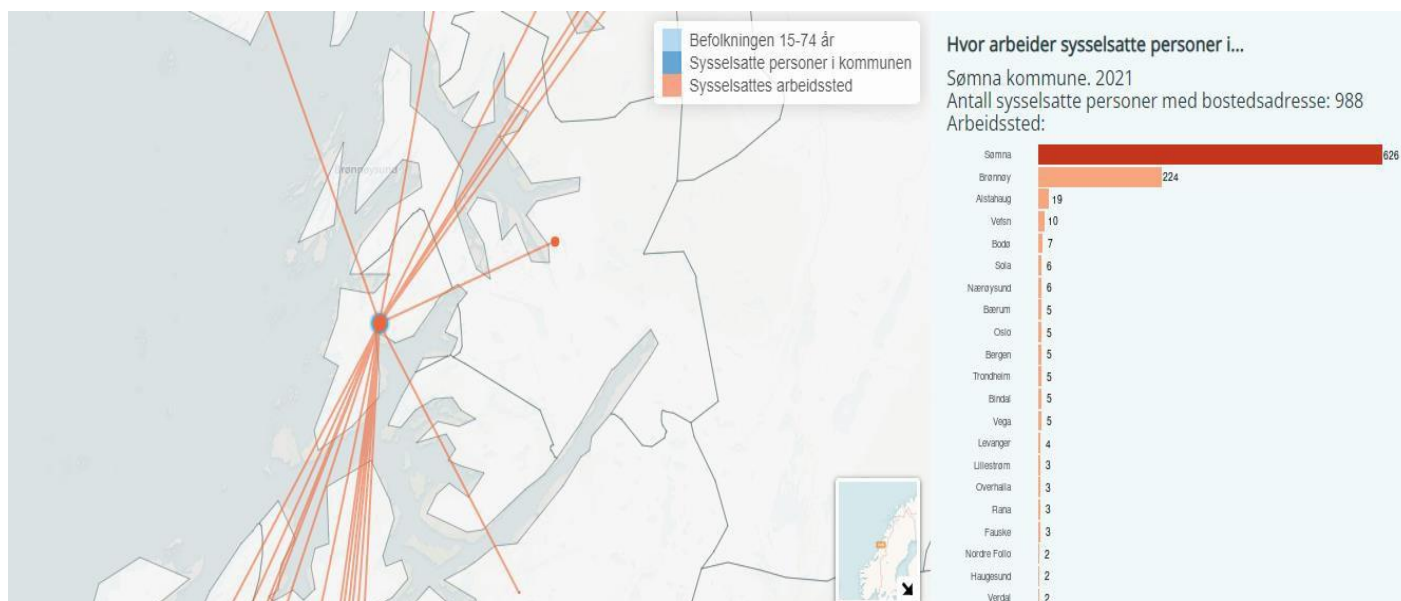 Befolkningen 15-74 år
Sysselsatte personer i kommunen
Sysselsattes arbeidssted
Brønnøysund
Hvor arbeider sysselsatte personer i...
Sømna kommune. 2021
Antall sysselsatte personer med bostedsadresse: 988
Arbeidssted:
Sømna 626
Brønnøy 224
Alstahaug 19
Vefsn 10
Bodø 7
Sola 6
Nærøysund 6
Bærum 5
Oslo 5
Bergen 5
Trondheim 5
Bindal 5
Vega 5
Levanger 4
Lillestrøm 3
Overhalla 3
Rana 3
Fauske 3
Nordre Follo 2
Haugesund 2
Verdal 2